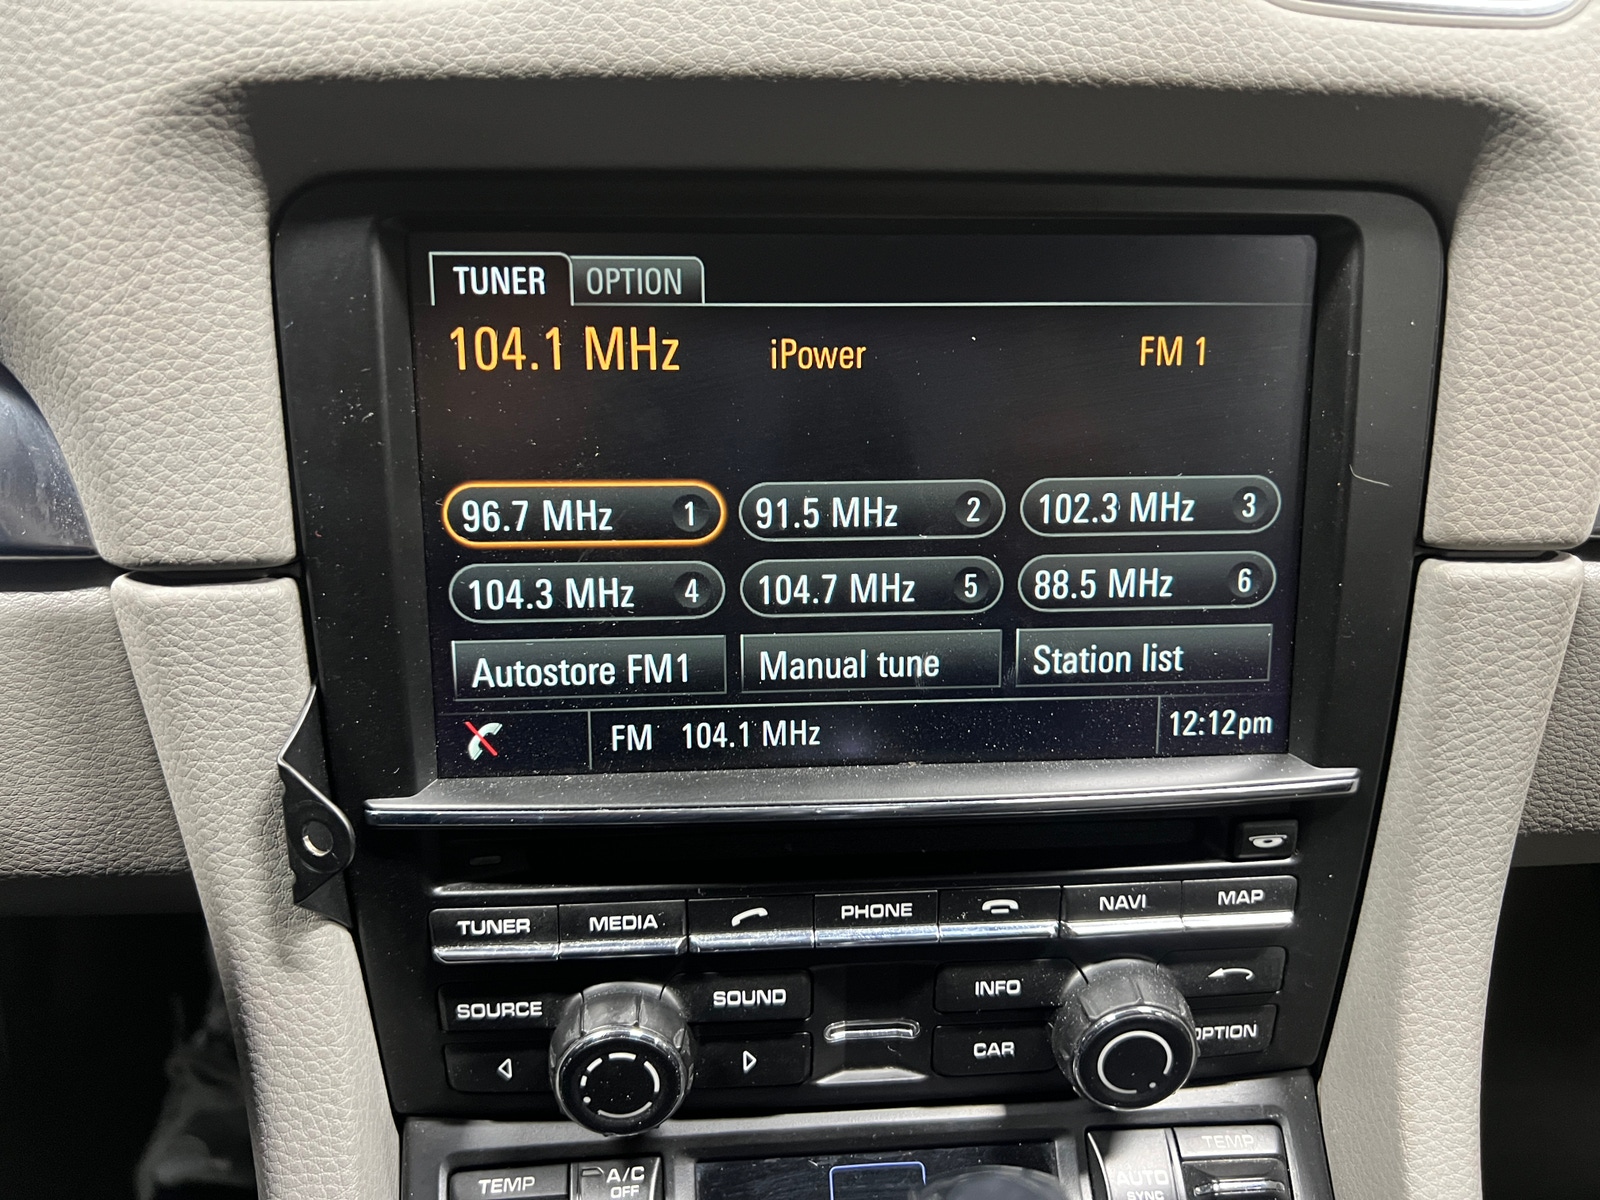 TUNER OPTION
104.1 MHz iPower FM 1
96.7 MHz 1 91.5 MHz 2 102.3 MHz 3
104.3 MHz 4 104.7 MHz 5 88.5 MHz 6
Autostore FM1 Manual tune Station list
FM 104.1 MHz 12:12pm
TUNER MEDIA PHONE NAVI MAP
SOURCE SOUND INFO
CAR OPTION
TEMP A/C OFF AUTO SYNC TEMP